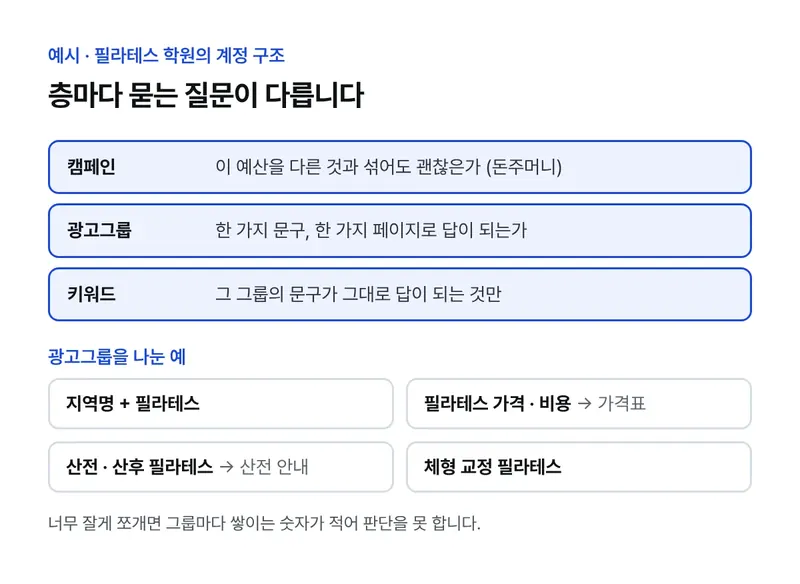 예시 · 필라테스 학원의 계정 구조
층마다 묻는 질문이 다릅니다
캠페인 이 예산을 다른 것과 섞어도 괜찮은가 (돈주머니)
광고그룹 한 가지 문구, 한 가지 페이지로 답이 되는가
키워드 그 그룹의 문구가 그대로 답이 되는 것만
광고그룹을 나눈 예
지역명 + 필라테스
필라테스 가격 · 비용 → 가격표
산전 · 산후 필라테스 → 산전 안내
체형 교정 필라테스
너무 잘게 쪼개면 그룹마다 쌓이는 숫자가 적어 판단을 못 합니다.